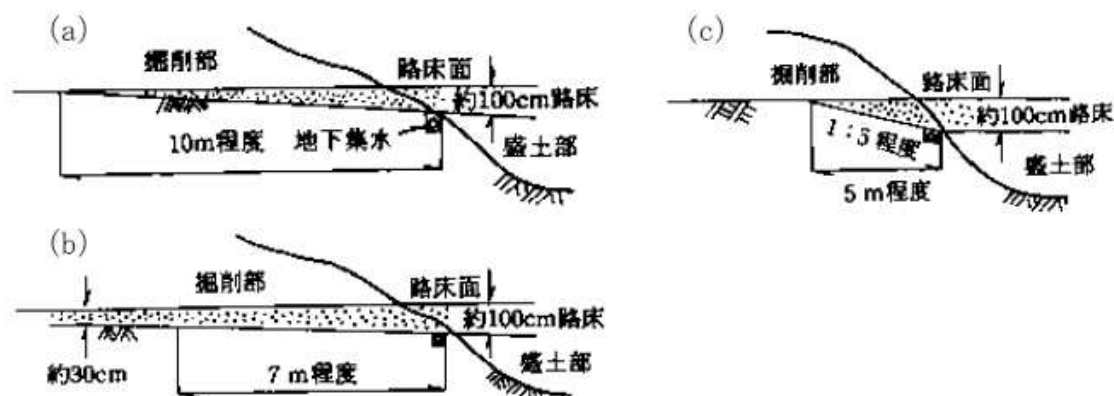 (a)
掘削部
路床面
約100cm路床
10m程度
地下集水
盛土部
(b)
掘削部
路床面
約100cm路床
盛土部
約30cm
7m程度
(c)
掘削部
路床面
約100cm路床
1:5程度
盛土部
5m程度